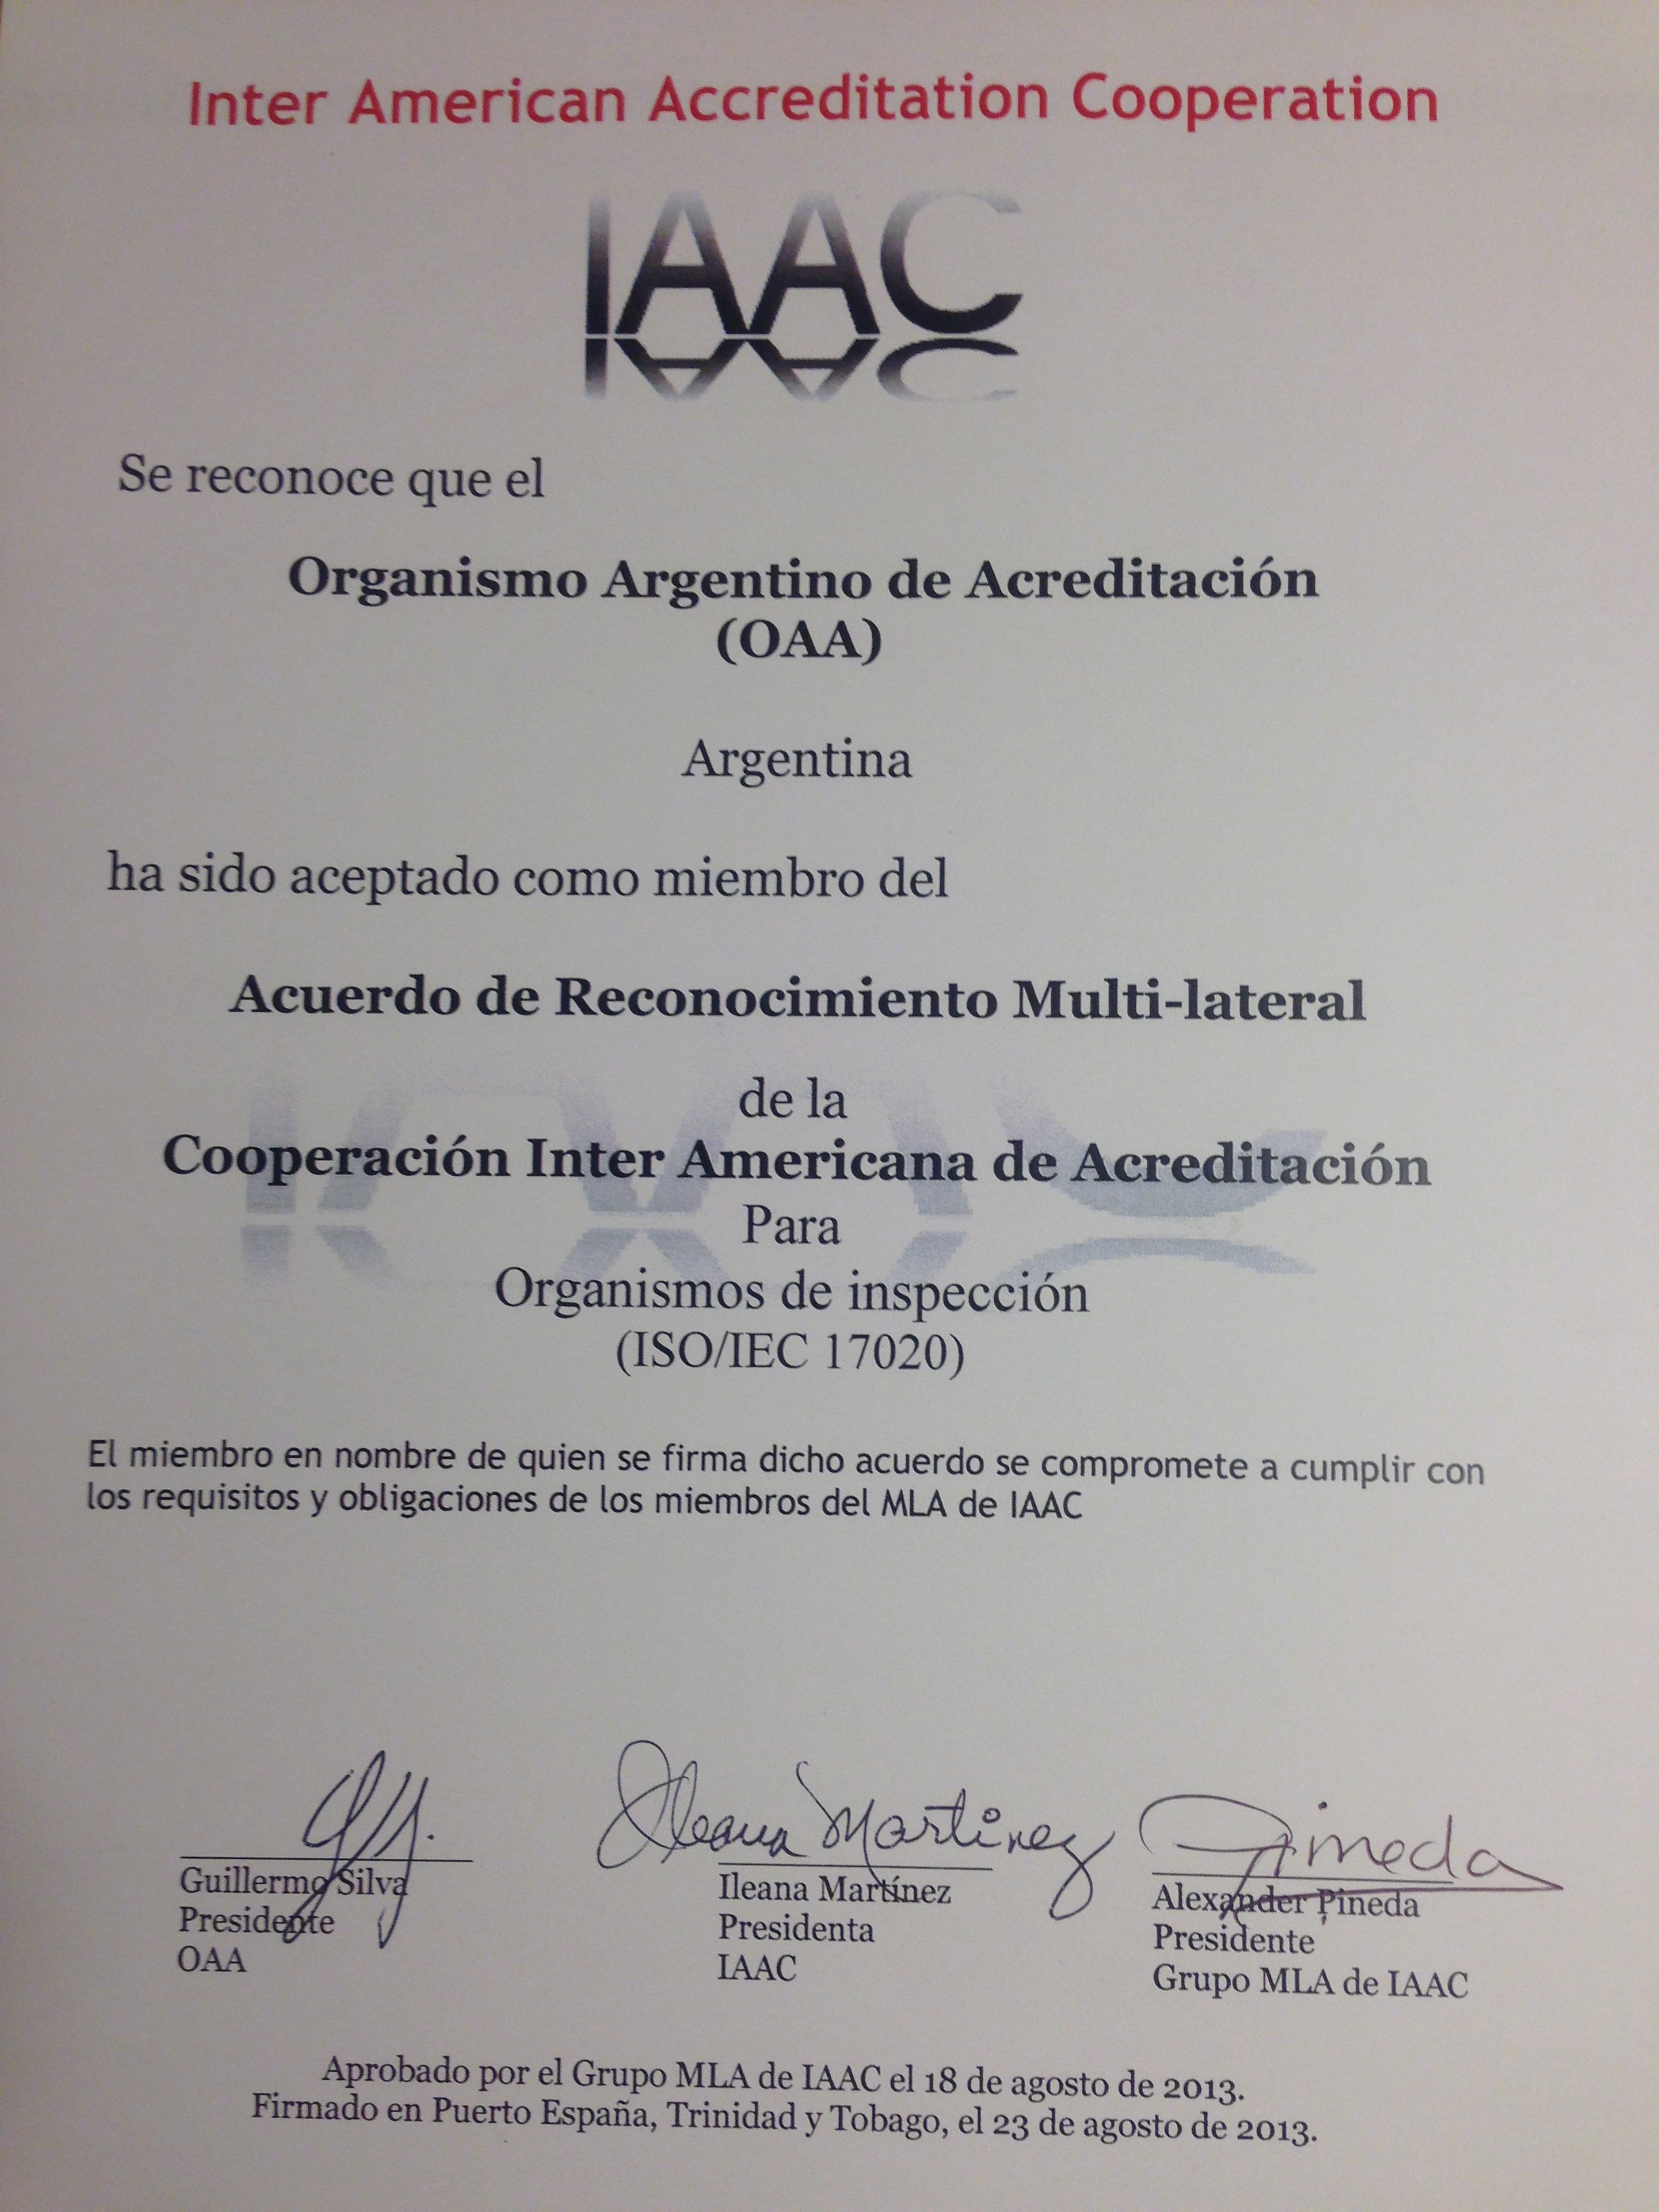 Inter American Accreditation Cooperation
IAAC
Se reconoce que el
Organismo Argentino de Acreditación
(OAA)
Argentina
ha sido aceptado como miembro del
Acuerdo de Reconocimiento Multi-lateral
de la
Cooperación Inter Americana de Acreditación
Para
Organismos de inspección
(ISO/IEC 17020)
El miembro en nombre de quien se firma dicho acuerdo se compromete a cumplir con
los requisitos y obligaciones de los miembros del MLA de IAAC
Ileana Martinez
Pineda
Guillermo Silva
Presidente
OAA
Ileana Martínez
Presidenta
IAAC
Alexander Pineda
Presidente
Grupo MLA de IAAC
Aprobado por el Grupo MLA de IAAC el 18 de agosto de 2013.
Firmado en Puerto España, Trinidad y Tobago, el 23 de agosto de 2013.